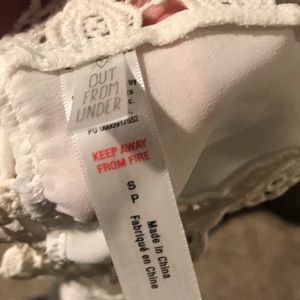 OUT
FROM
UNDER
KEEP AWAY
FROM FIRE
S P
Made in China
Fabriqué en Chine